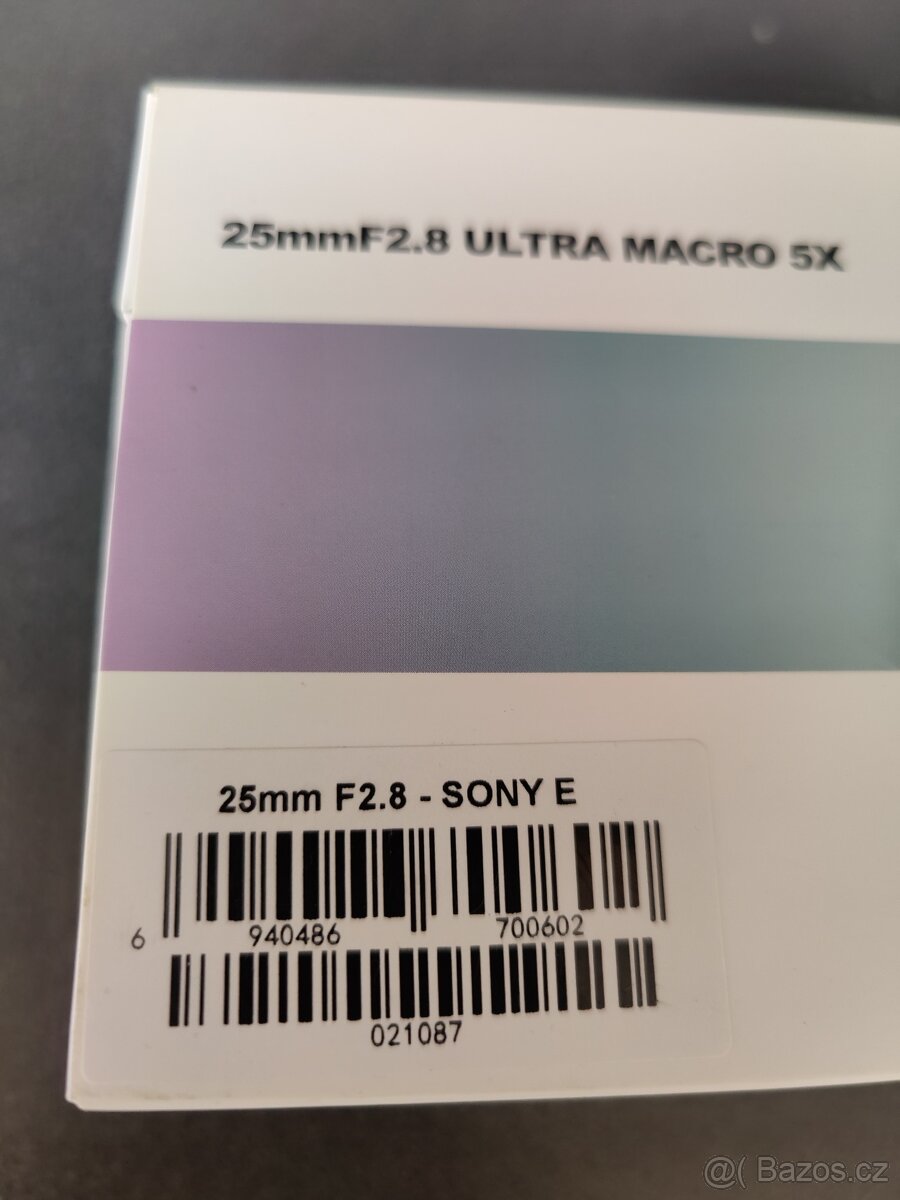 25mmF2.8 ULTRA MACRO 5X
25mm F2.8 - SONY E
6 940486 700602
021087
@( Bazos.cz